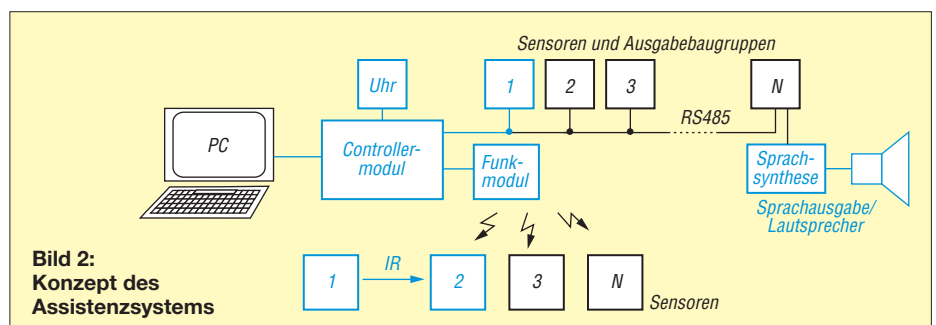 Sensoren und Ausgabebaugruppen
Uhr
1
2
3
N
RS485
PC
Controller-
modul
Funk-
modul
Sprach-
synthese
Sprachausgabe/
Lautsprecher
Bild 2:
Konzept des
Assistenzsystems
1
IR
2
3
N
Sensoren